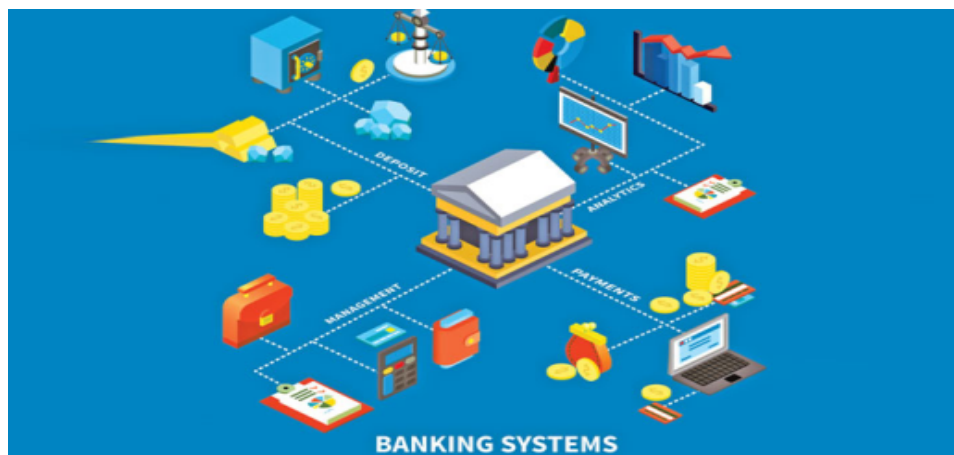 DEPOSIT
ANALYTICS
MANAGEMENT
PAYMENTS
BANKING SYSTEMS